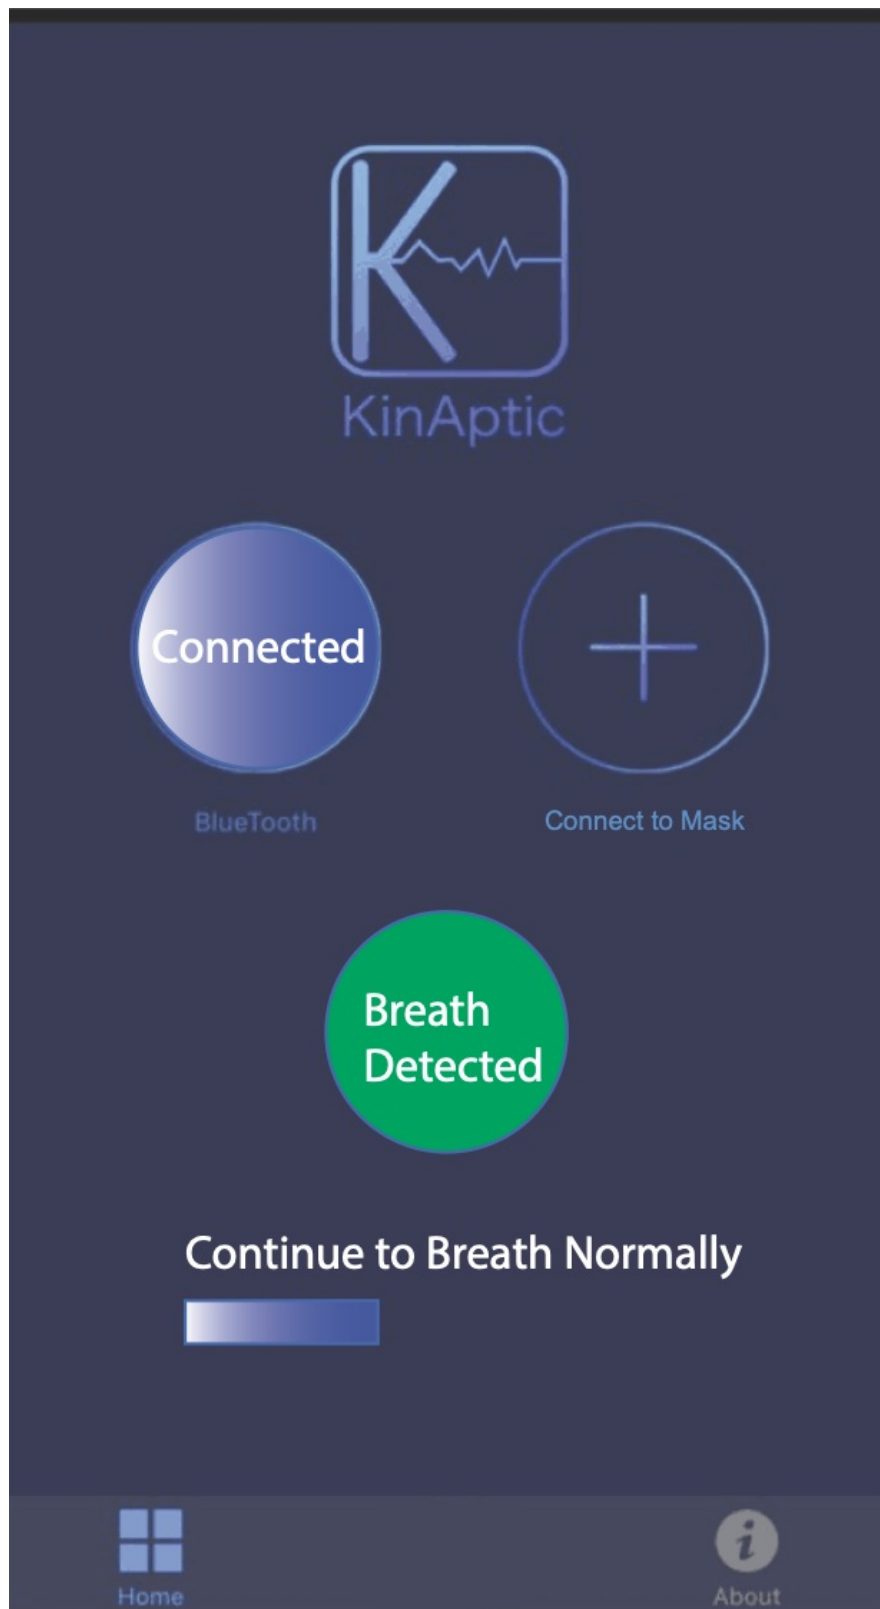 KinAptic
Connected
BlueTooth
Connect to Mask
Breath
Detected
Continue to Breath Normally
Home
About